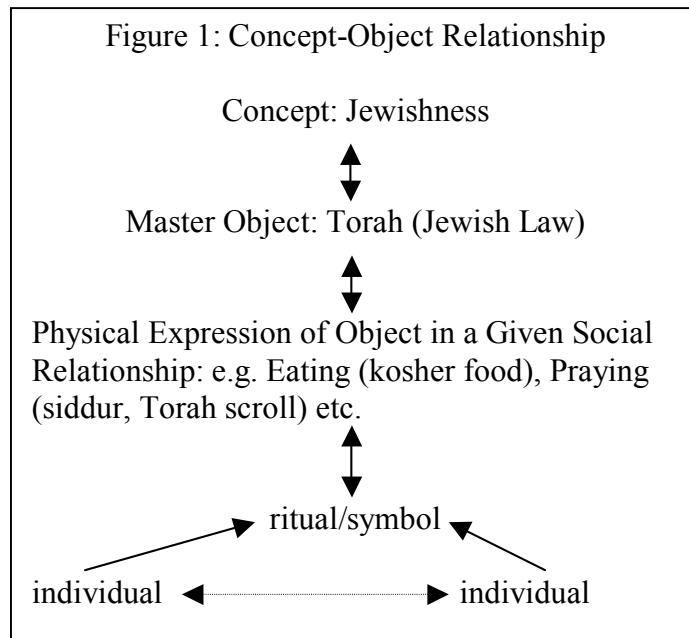 Figure 1: Concept-Object Relationship
Concept: Jewishness
Master Object: Torah (Jewish Law)
Physical Expression of Object in a Given Social
Relationship: e.g. Eating (kosher food), Praying
(siddur, Torah scroll) etc.
ritual/symbol
individual individual